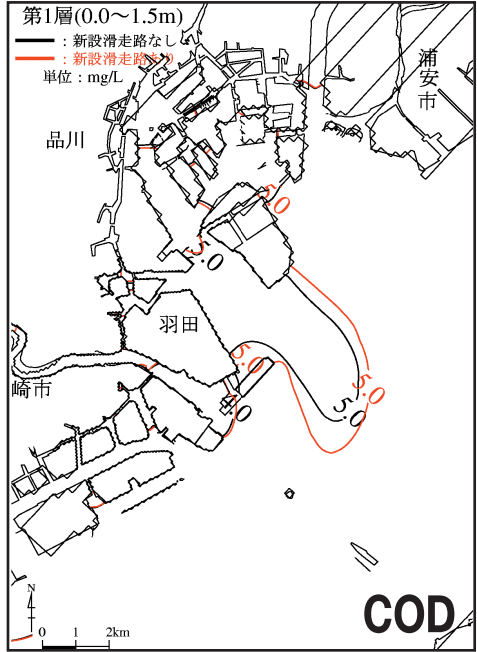 第1層(0.0～1.5m)
：新設滑走路なし
：新設滑走路あり
単位：mg/L
浦安市
品川
5.0
5.0
羽田
5.0
5.0
5.0
崎市
N
0 1 2km
COD